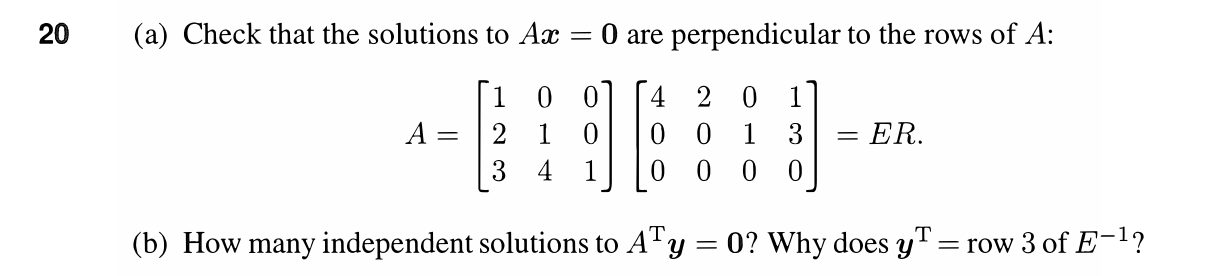 20 (a) Check that the solutions to Ax = 0 are perpendicular to the rows of A:
A = [1 0 0; 2 1 0; 3 4 1] [4 2 0 1; 0 0 1 3; 0 0 0 0] = ER.
(b) How many independent solutions to Aᵀy = 0? Why does yᵀ = row 3 of E⁻¹?